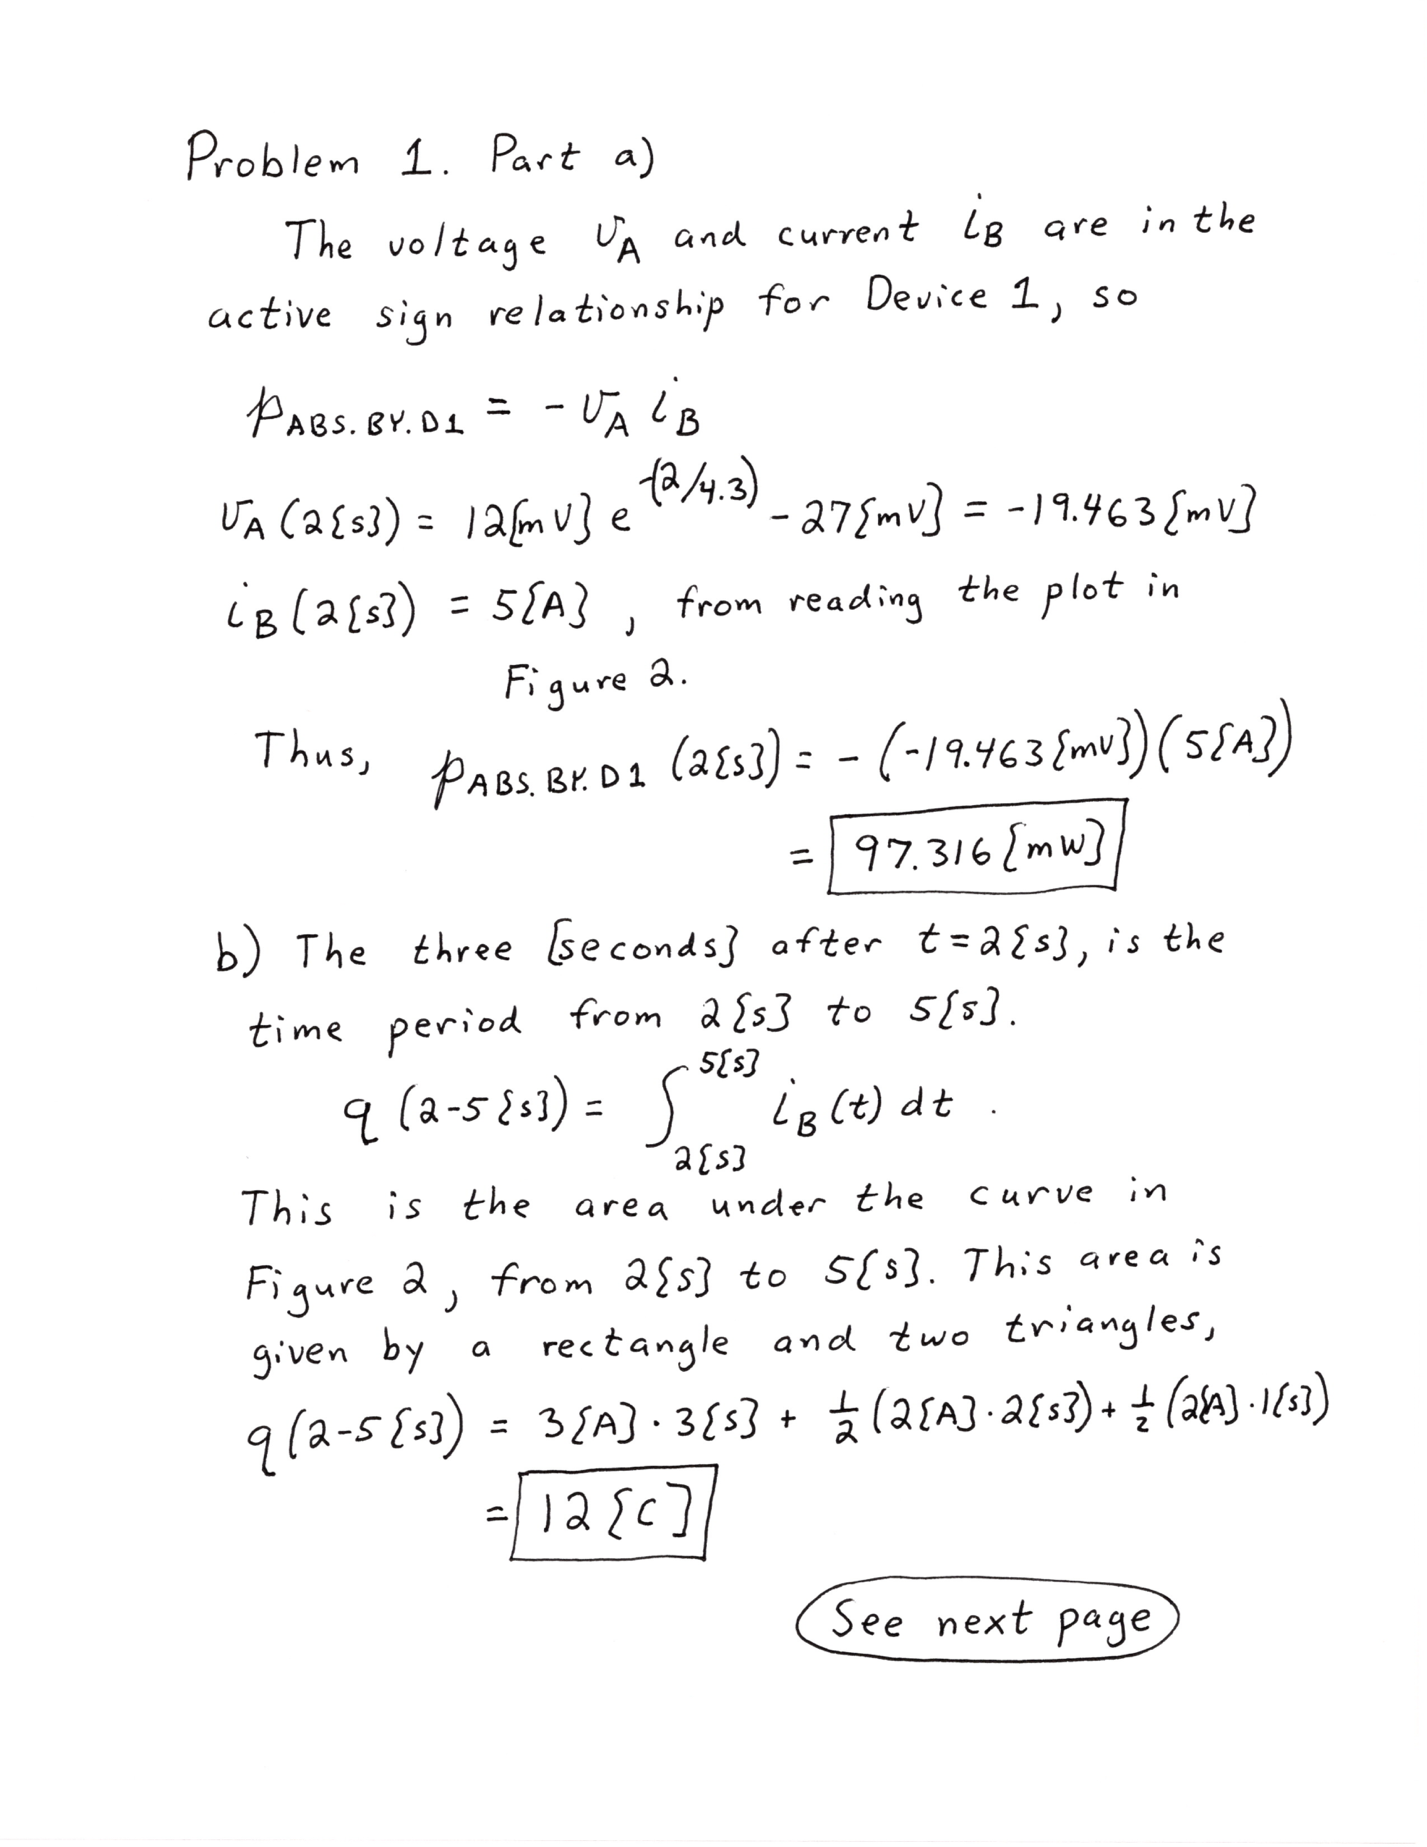 Problem 1. Part a)
The voltage v_A and current i_B are in the
active sign relationship for Device 1, so
p_ABS.BY.D1 = - v_A i_B
v_A (2[s]) = 12[mV] e^-(2/4.3) - 27[mV] = -19.463[mV]
i_B (2[s]) = 5[A] , from reading the plot in
Figure 2.
Thus, p_ABS.BY.D1 (2[s]) = - (-19.463[mV])(5[A])
= 97.316[mW]
b) The three [seconds] after t=2[s], is the
time period from 2[s] to 5[s].
q (2-5[s]) = ∫_2[s]^5[s] i_B (t) dt .
This is the area under the curve in
Figure 2, from 2[s] to 5[s]. This area is
given by a rectangle and two triangles,
q(2-5[s]) = 3[A]·3[s] + 1/2 (2[A]·2[s]) + 1/2 (2[A]·1[s])
= 12[C]
See next page